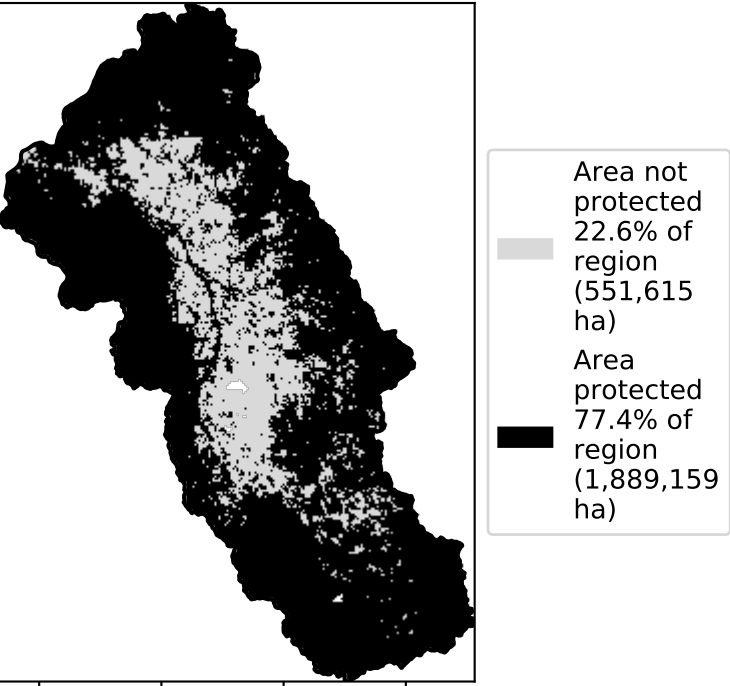 Area not
protected
22.6% of
region
(551,615
ha)
Area
protected
77.4% of
region
(1,889,159
ha)